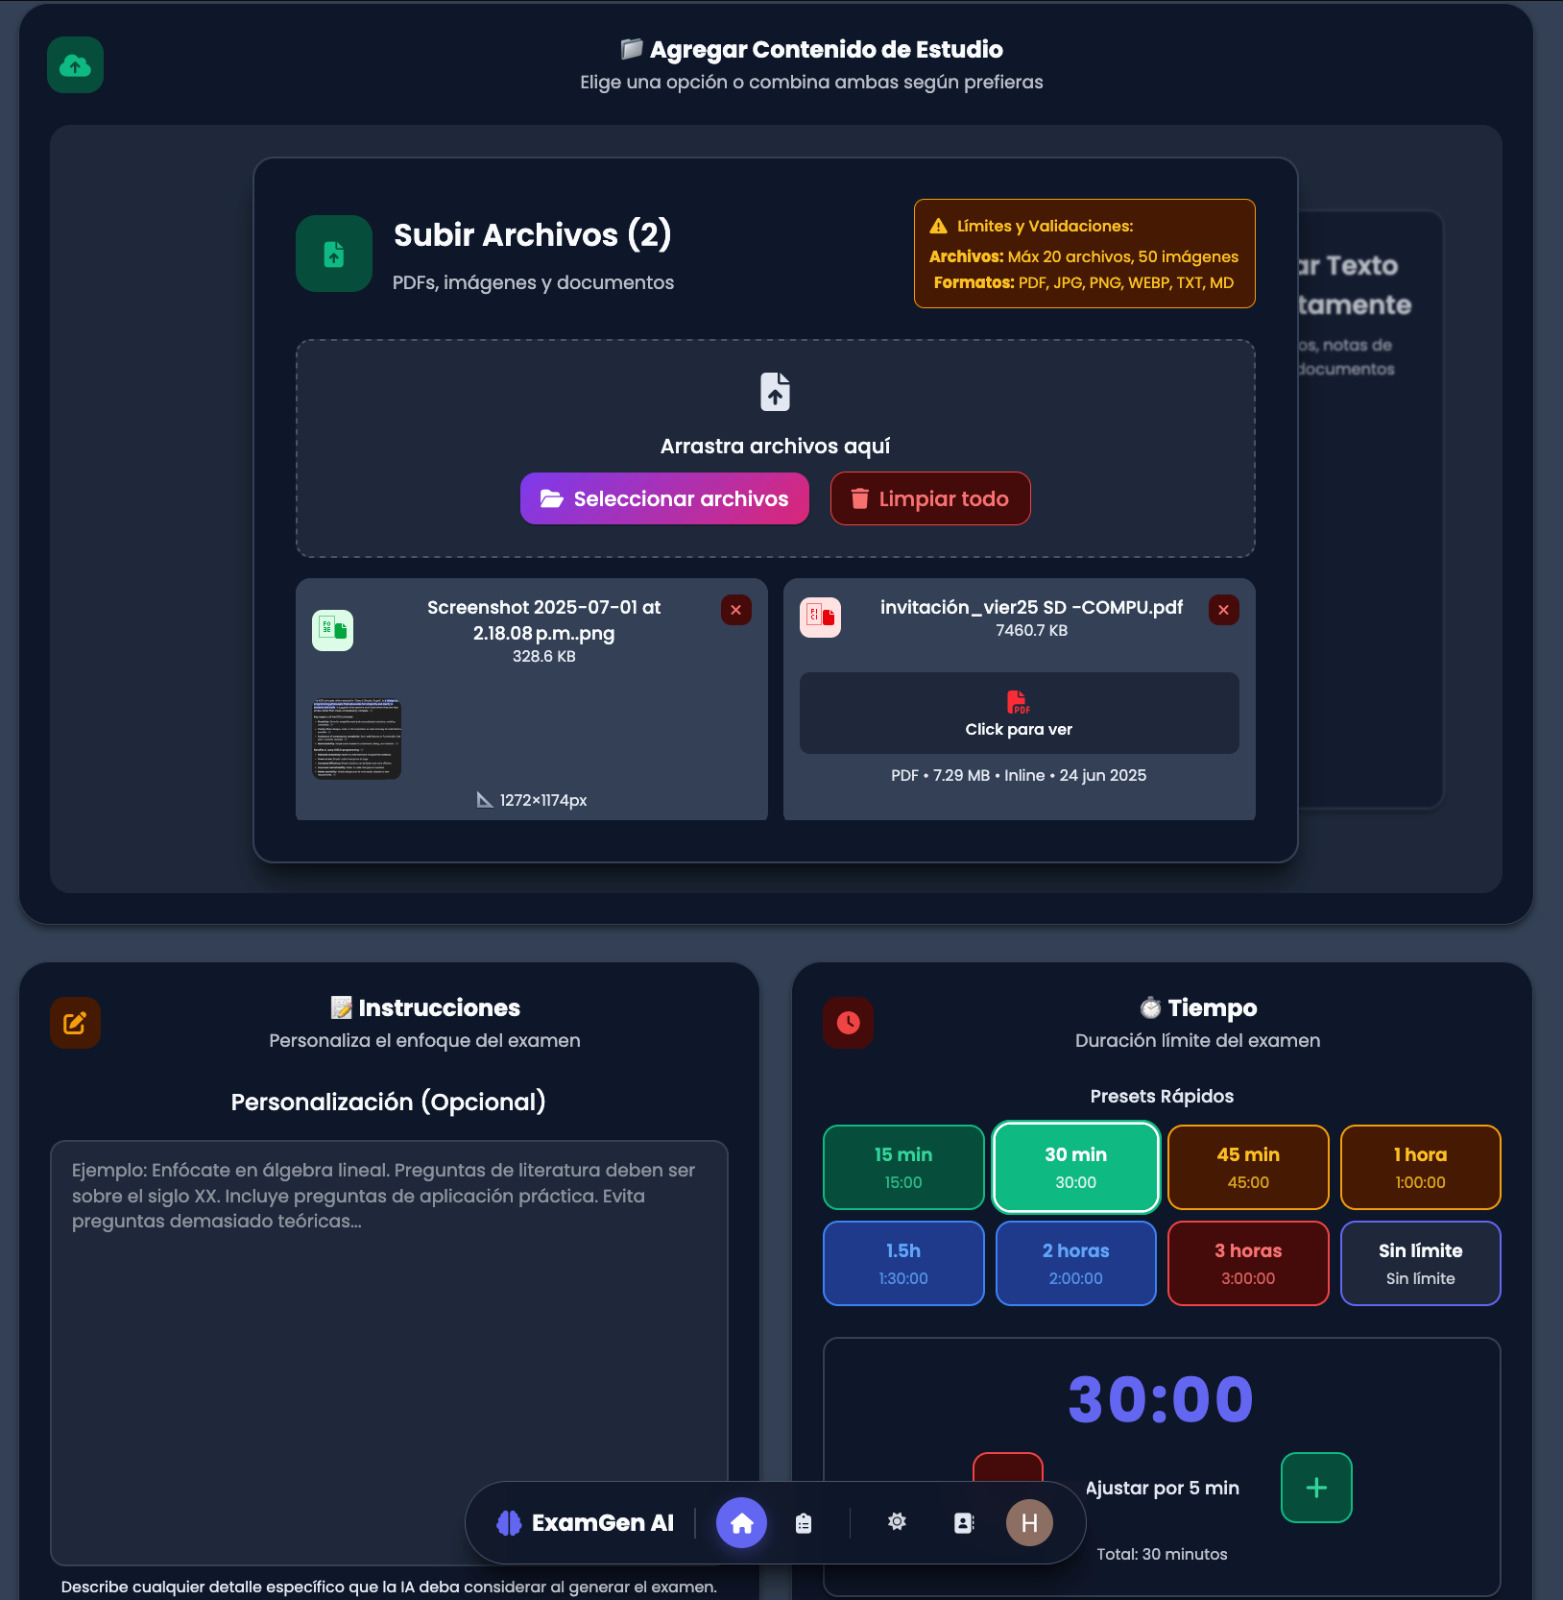 Agregar Contenido de Estudio
Elige una opción o combina ambas según prefieras
Subir Archivos (2)
PDFs, imágenes y documentos
Límites y Validaciones:
Archivos: Máx 20 archivos, 50 imágenes
Formatos: PDF, JPG, PNG, WEBP, TXT, MD
ar Texto
tamente
os, notas de
documentos
Arrastra archivos aquí
Seleccionar archivos
Limpiar todo
Screenshot 2025-07-01 at
2.18.08 p.m..png
328.6 KB
1272×1174px
invitación_vier25 SD -COMPU.pdf
7460.7 KB
PDF
Click para ver
PDF • 7.29 MB • Inline • 24 jun 2025
Instrucciones
Personaliza el enfoque del examen
Personalización (Opcional)
Ejemplo: Enfócate en álgebra lineal. Preguntas de literatura deben ser
sobre el siglo XX. Incluye preguntas de aplicación práctica. Evita
preguntas demasiado teóricas...
Describe cualquier detalle específico que la IA deba considerar al generar el examen.
Tiempo
Duración límite del examen
Presets Rápidos
15 min
15:00
30 min
30:00
45 min
45:00
1 hora
1:00:00
1.5h
1:30:00
2 horas
2:00:00
3 horas
3:00:00
Sin límite
Sin límite
30:00
Ajustar por 5 min
Total: 30 minutos
ExamGen AI
H